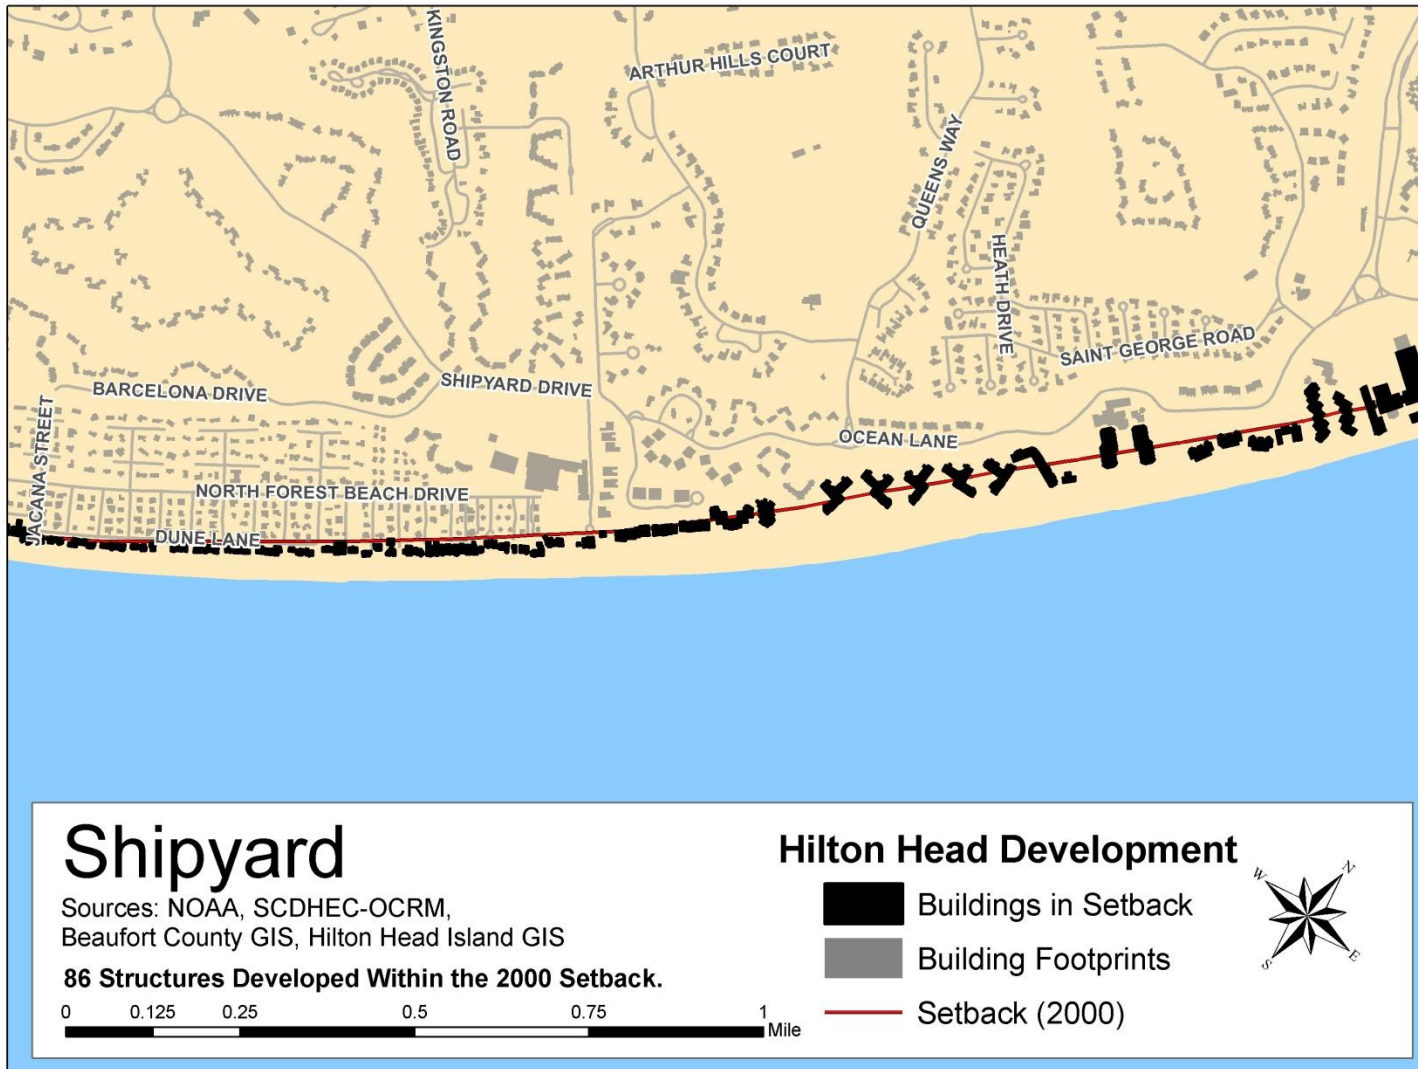 KINGSTON ROAD
ARTHUR HILLS COURT
QUEENS WAY
HEATH DRIVE
SAINT GEORGE ROAD
BARCELONA DRIVE
SHIPYARD DRIVE
JACANA STREET
OCEAN LANE
NORTH FOREST BEACH DRIVE
DUNE LANE
Shipyard
Sources: NOAA, SCDHEC-OCRM,
Beaufort County GIS, Hilton Head Island GIS
86 Structures Developed Within the 2000 Setback.
0 0.125 0.25 0.5 0.75 1
Mile
Hilton Head Development
Buildings in Setback
Building Footprints
Setback (2000)
W N
S E